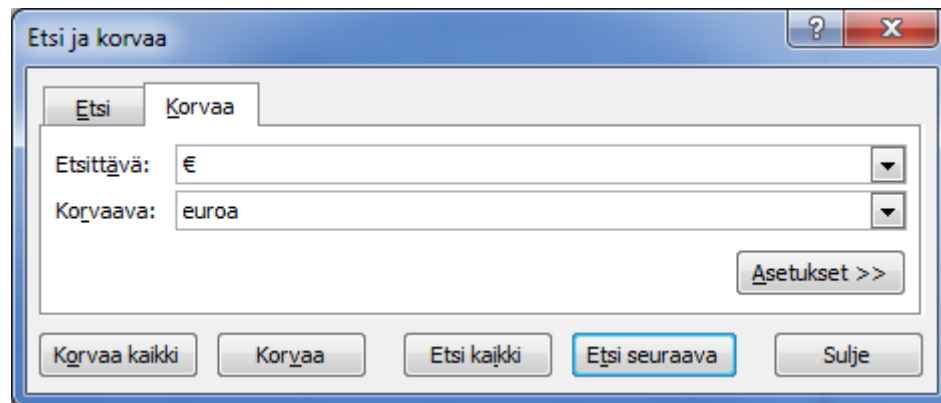 Etsi ja korvaa
Etsi Korvaa
Etsittävä: €
Korvaava: euroa
Asetukset >>
Korvaa kaikki Korvaa Etsi kaikki Etsi seuraava Sulje